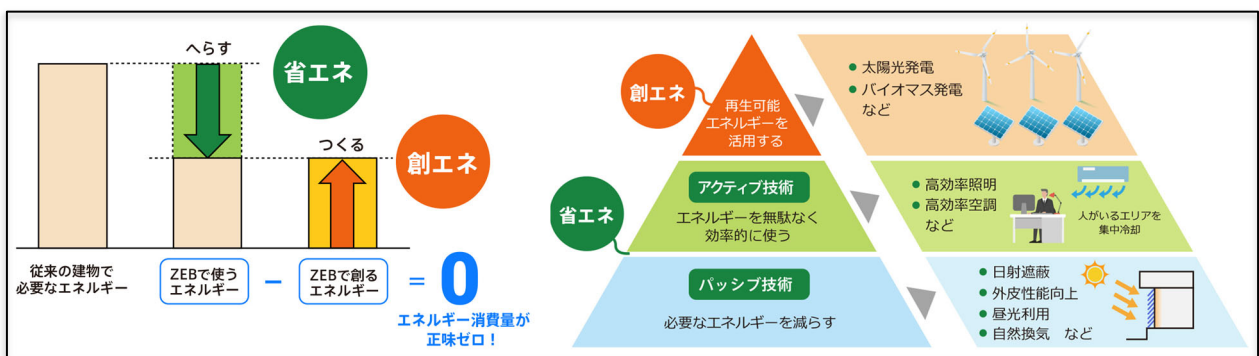 へらす
省エネ
つくる
創エネ
従来の建物で
必要なエネルギー
ZEBで使う
エネルギー
−
ZEBで創る
エネルギー
=
0
エネルギー消費量が
正味ゼロ！
創エネ
再生可能
エネルギーを
活用する
● 太陽光発電
● バイオマス発電
など
省エネ
アクティブ技術
エネルギーを無駄なく
効率的に使う
● 高効率照明
● 高効率空調
など
人がいるエリアを
集中冷却
パッシブ技術
必要なエネルギーを減らす
● 日射遮蔽
● 外皮性能向上
● 昼光利用
● 自然換気　など